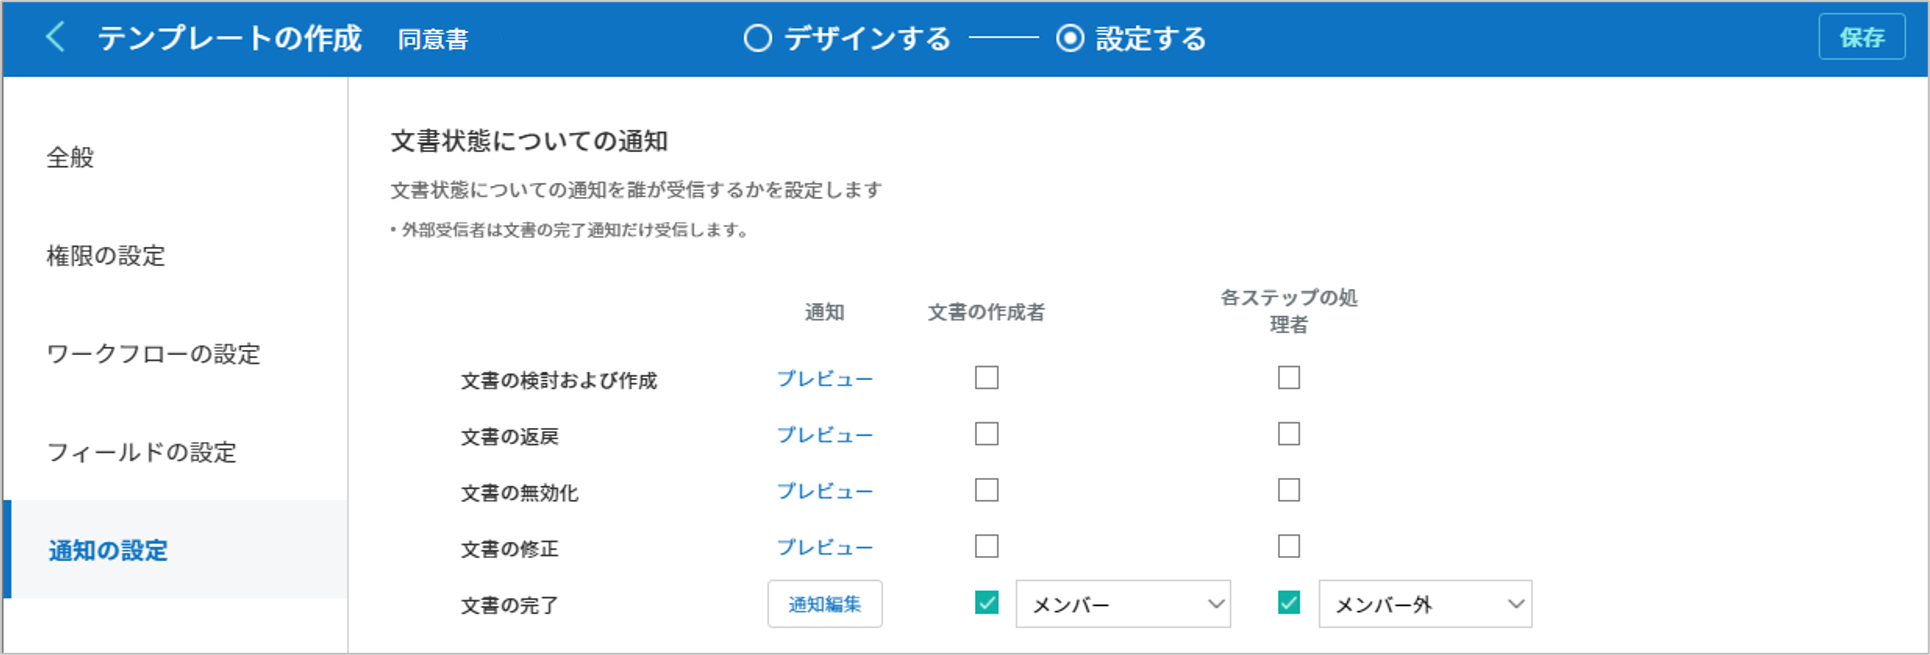 テンプレートの作成 同意書 デザインする 設定する 保存
全般
権限の設定
ワークフローの設定
フィールドの設定
通知の設定
文書状態についての通知
文書状態についての通知を誰が受信するかを設定します
• 外部受信者は文書の完了通知だけ受信します。
通知 文書の作成者 各ステップの処
理者
文書の検討および作成 プレビュー
文書の返戻 プレビュー
文書の無効化 プレビュー
文書の修正 プレビュー
文書の完了 通知編集 メンバー メンバー外